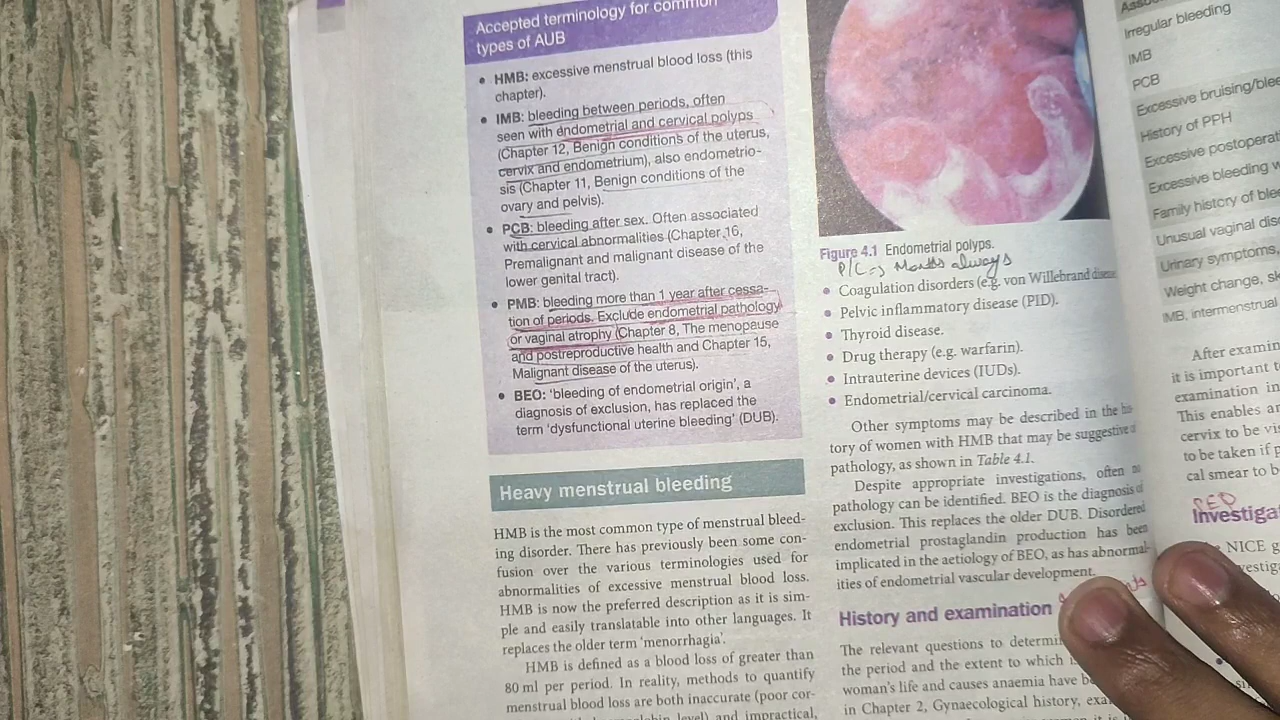 Accepted terminology for common
types of AUB
• HMB: excessive menstrual blood loss (this
chapter).
• IMB: bleeding between periods, often
seen with endometrial and cervical polyps
(Chapter 12, Benign conditions of the uterus,
cervix and endometrium), also endometrio-
sis (Chapter 11, Benign conditions of the
ovary and pelvis).
• PCB: bleeding after sex. Often associated
with cervical abnormalities (Chapter 16,
Premalignant and malignant disease of the
lower genital tract).
• PMB: bleeding more than 1 year after cessa-
tion of periods. Exclude endometrial pathology
or vaginal atrophy (Chapter 8, The menopause
and postreproductive health and Chapter 15,
Malignant disease of the uterus).
• BEO: 'bleeding of endometrial origin', a
diagnosis of exclusion, has replaced the
term 'dysfunctional uterine bleeding' (DUB).
Heavy menstrual bleeding
HMB is the most common type of menstrual bleed-
ing disorder. There has previously been some con-
fusion over the various terminologies used for
abnormalities of excessive menstrual blood loss.
HMB is now the preferred description as it is sim-
ple and easily translatable into other languages. It
replaces the older term 'menorrhagia'.
HMB is defined as a blood loss of greater than
80 ml per period. In reality, methods to quantify
menstrual blood loss are both inaccurate (poor cor-
level) and impractical,
Figure 4.1 Endometrial polyps.
always
• Coagulation disorders (e.g. von Willebrand disease
• Pelvic inflammatory disease (PID).
• Thyroid disease.
• Drug therapy (e.g. warfarin).
• Intrauterine devices (IUDs).
• Endometrial/cervical carcinoma.
Other symptoms may be described in the his-
tory of women with HMB that may be suggestive of
pathology, as shown in Table 4.1.
Despite appropriate investigations, often no
pathology can be identified. BEO is the diagnosis of
exclusion. This replaces the older DUB. Disordered
endometrial prostaglandin production has been
implicated in the aetiology of BEO, as has abnormal-
ities of endometrial vascular development.
History and examination
The relevant questions to determi
the period and the extent to which
woman's life and causes anaemia have be
in Chapter 2, Gynaecological history, exa
Irregular bleeding
IMB
PCB
Excessive bruising/blee
History of PPH
Excessive postopera
Excessive bleeding w
Family history of ble
Unusual vaginal dis
Urinary symptoms,
Weight change, s
IMB, intermenstrual
After examin
it is important t
examination in
This enables a
cervix to be vi
to be taken if p
cal smear to b
RED
Investiga
NICE g